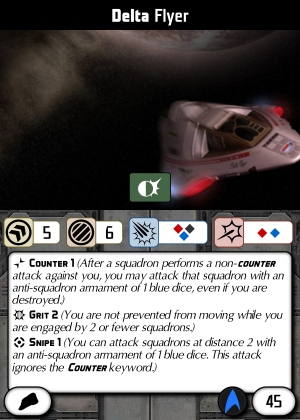 Delta Flyer
5 6
COUNTER 1 (After a squadron performs a non-COUNTER
attack against you, you may attack that squadron with an
anti-squadron armament of 1 blue dice, even if you are
destroyed.)
GRIT 2 (You are not prevented from moving while you
are engaged by 2 or fewer squadrons.)
SNIPE 1 (You can attack squadrons at distance 2 with
an anti-squadron armament of 1 blue dice. This attack
ignores the COUNTER keyword.)
45